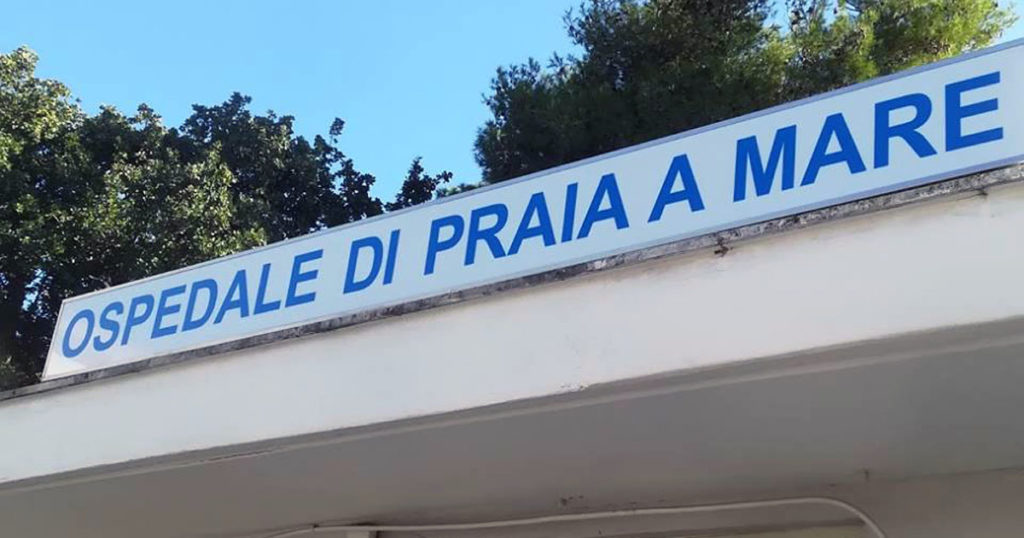 OSPEDALE DI PRAIA A MARE